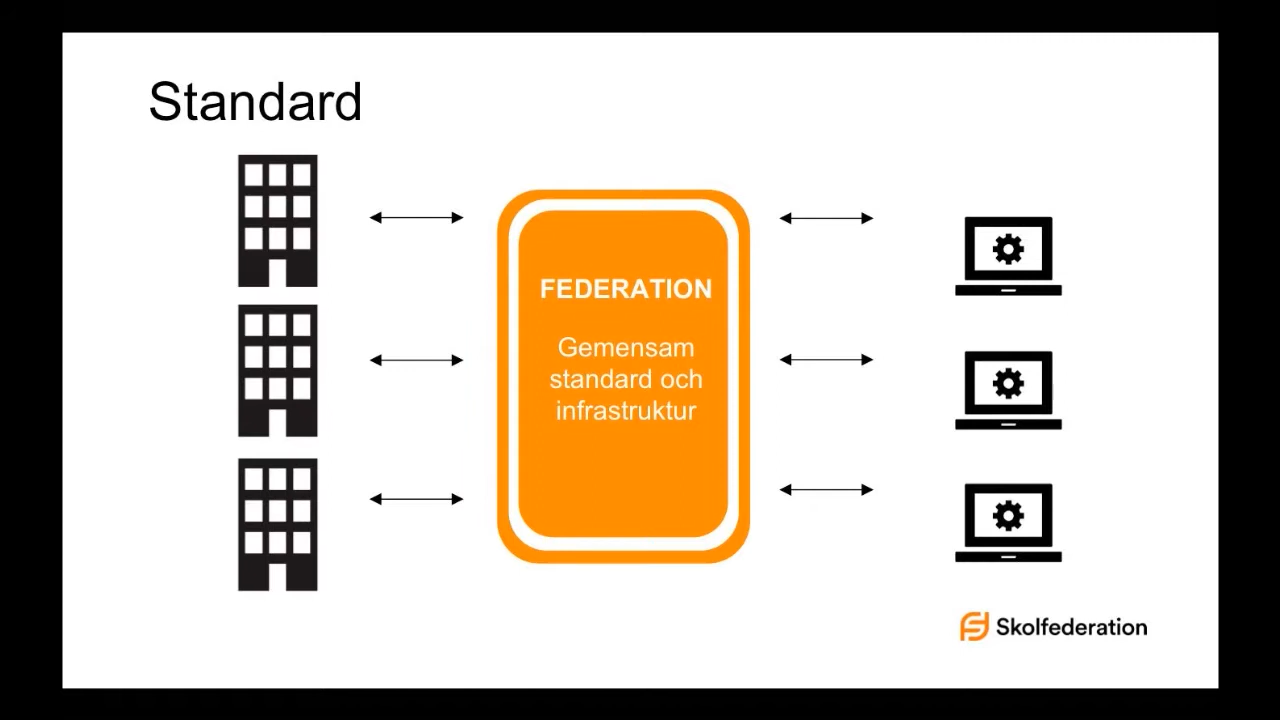 Standard
FEDERATION
Gemensam
standard och
infrastruktur
Skolfederation